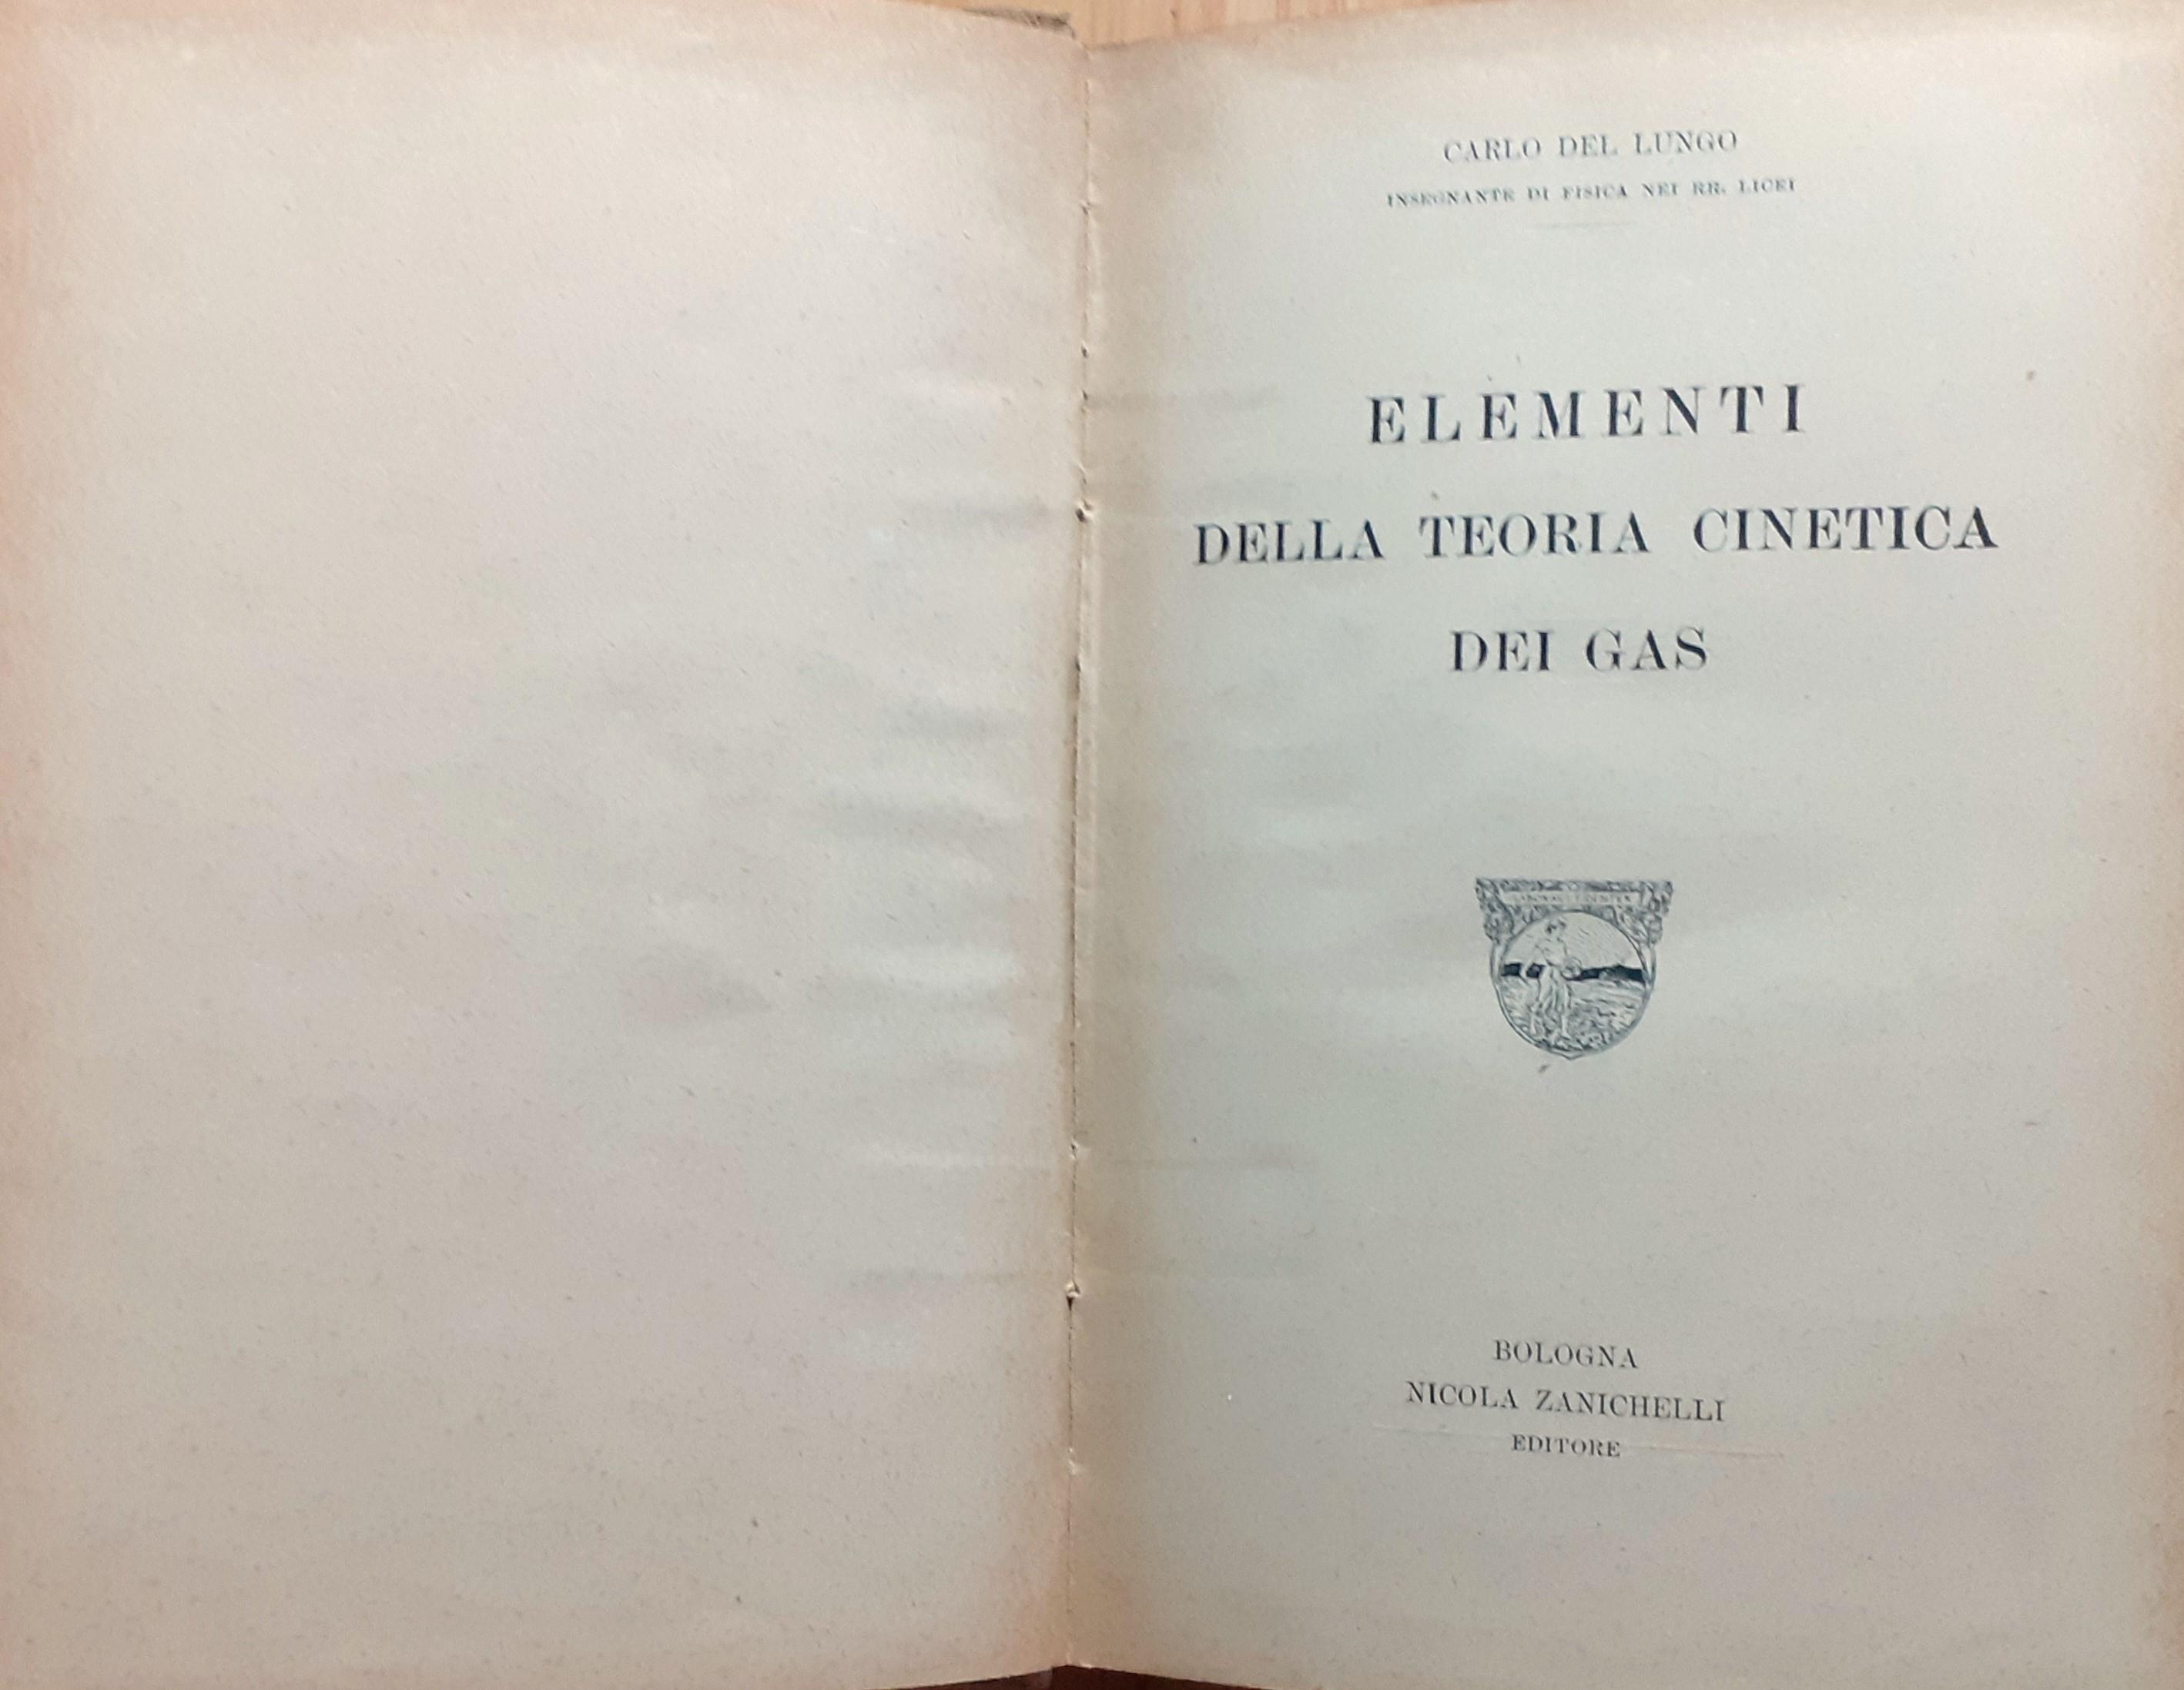 CARLO DEL LUNGO
INSEGNANTE DI FISICA NEI RR. LICEI
ELEMENTI
DELLA TEORIA CINETICA
DEI GAS
BOLOGNA
NICOLA ZANICHELLI
EDITORE